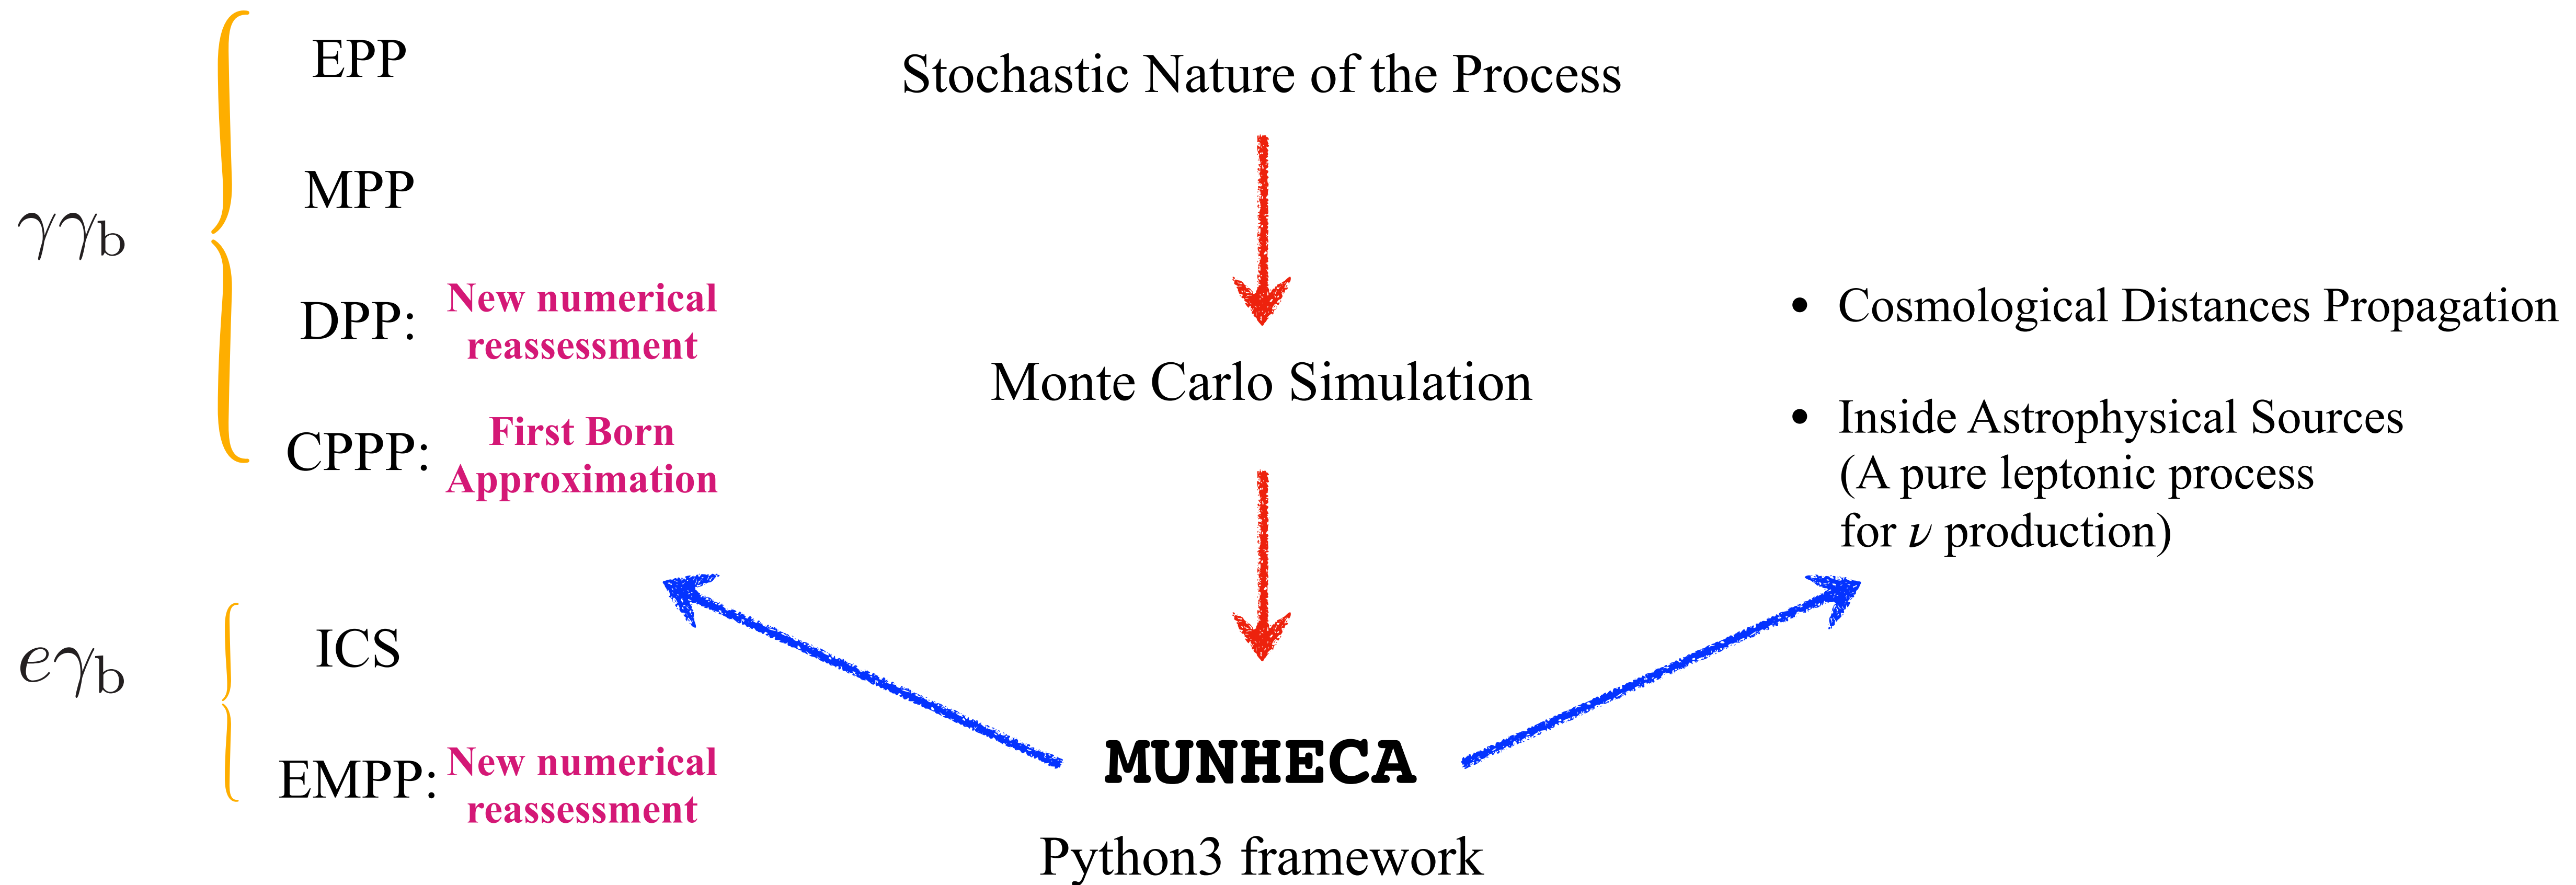 γγb
EPP
MPP
DPP: New numerical
reassessment
CPPP: First Born
Approximation
eγb
ICS
EMPP: New numerical
reassessment
Stochastic Nature of the Process
Monte Carlo Simulation
MUNHECA
Python3 framework
• Cosmological Distances Propagation
• Inside Astrophysical Sources
(A pure leptonic process
for ν production)